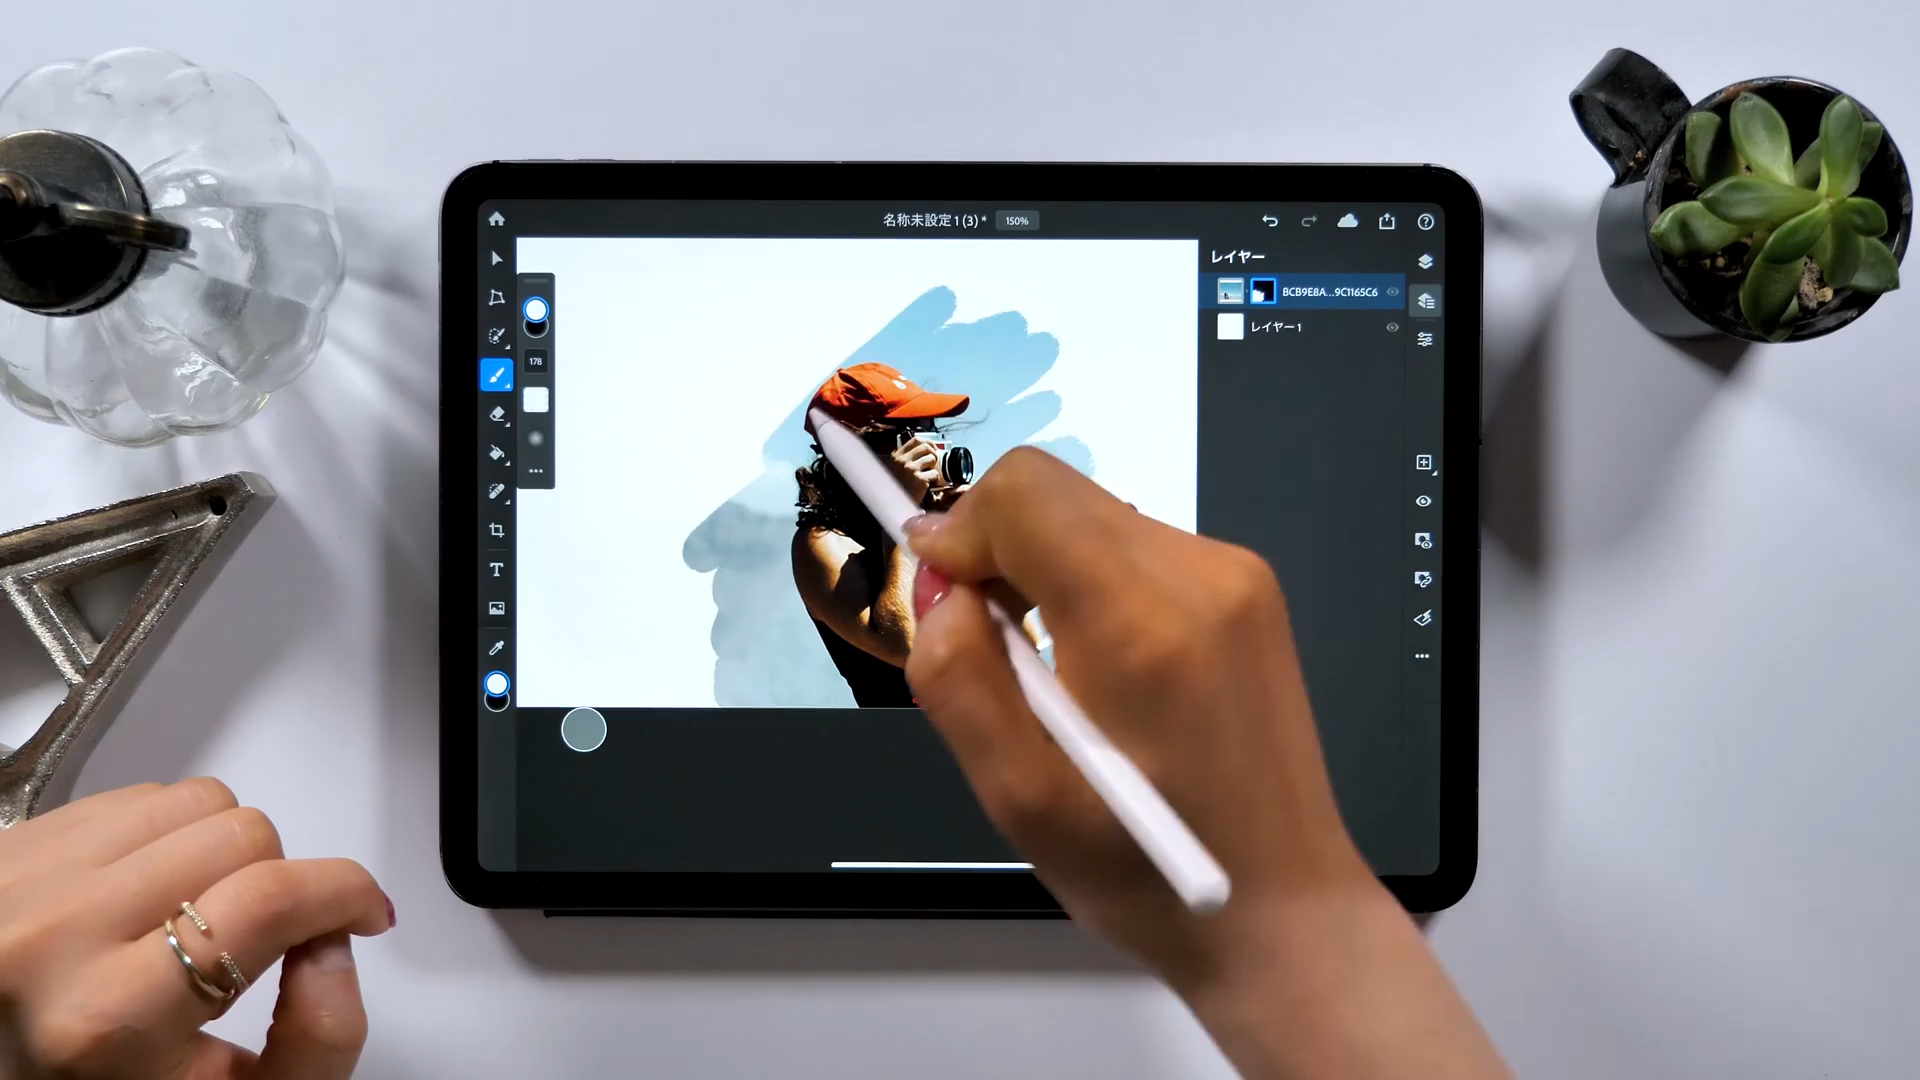 名称未設定 1 (3) *
150%
レイヤー
BCB9E8A...9C1165C6
レイヤー 1
178
T